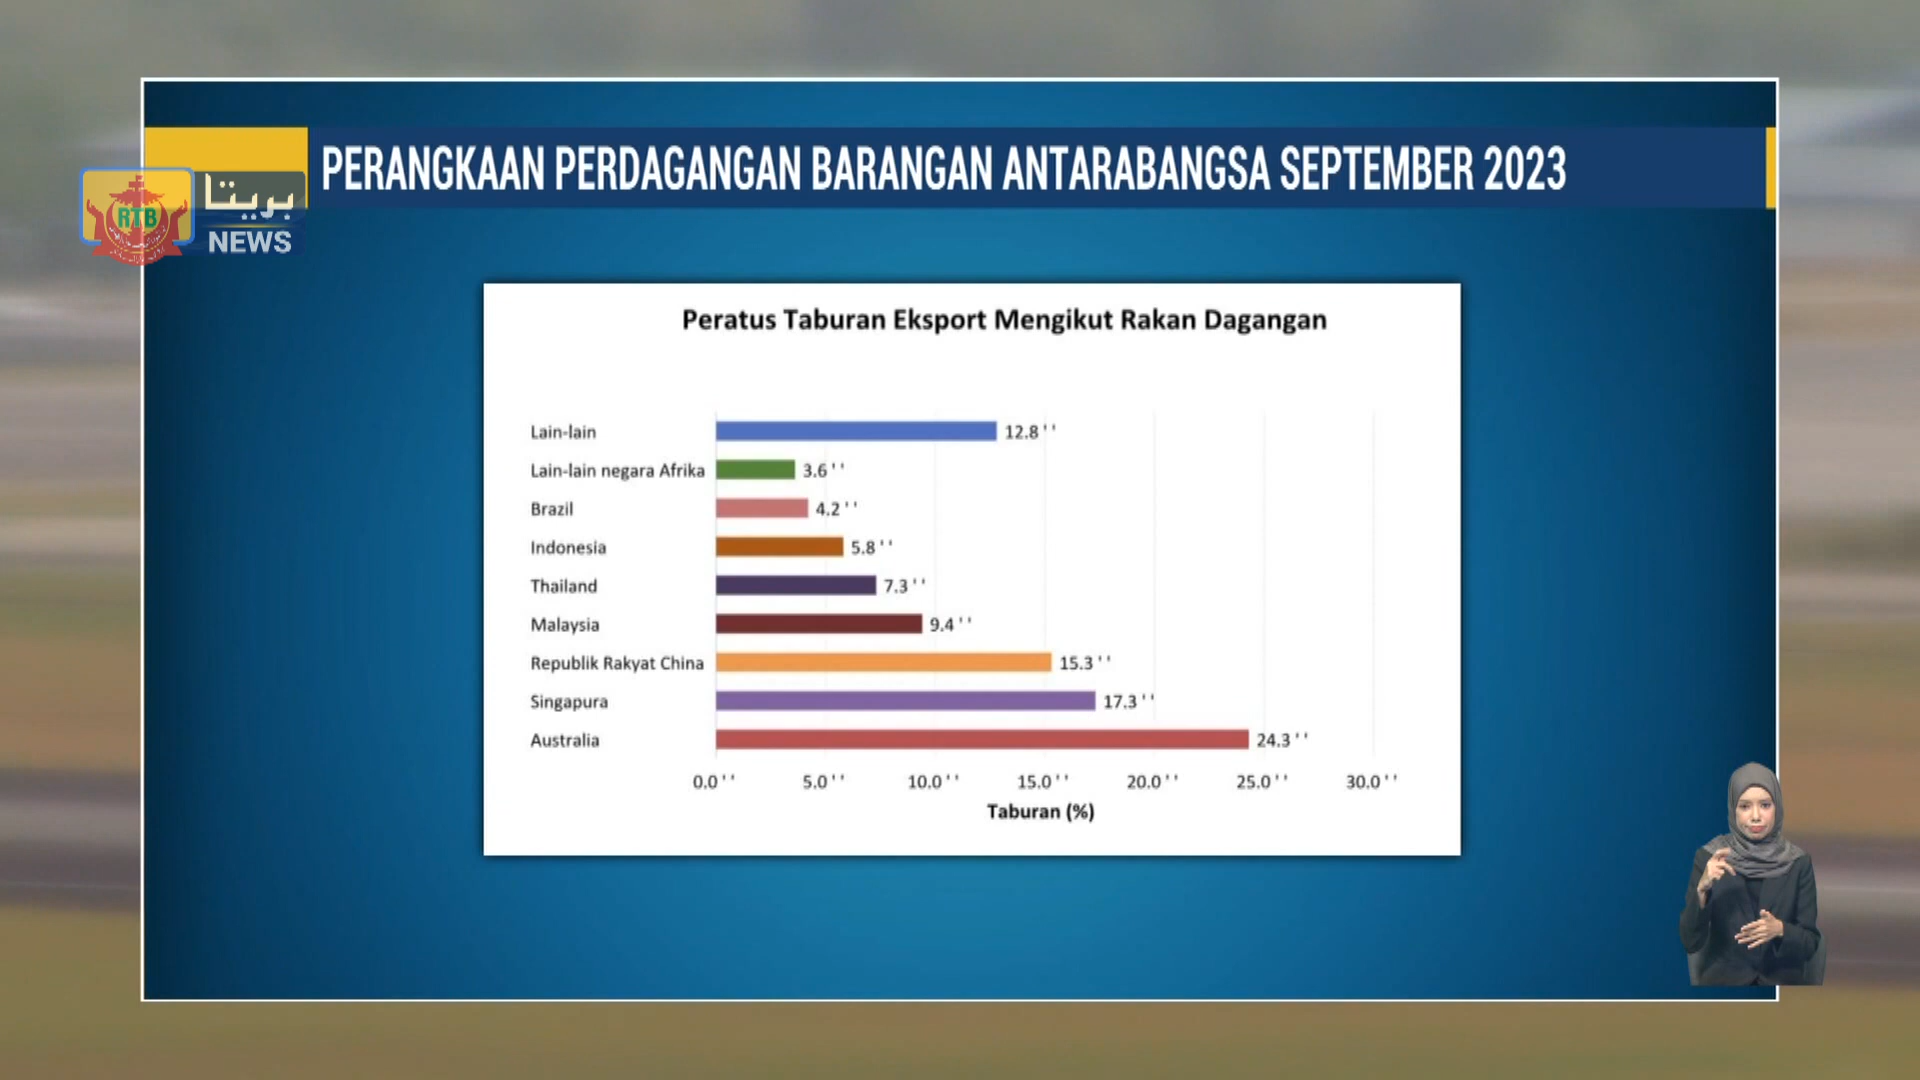 PERANGKAAN PERDAGANGAN BARANGAN ANTARABANGSA SEPTEMBER 2023
RTB
بريتا
NEWS
Peratus Taburan Eksport Mengikut Rakan Dagangan
Lain-lain 12.8''
Lain-lain negara Afrika 3.6''
Brazil 4.2''
Indonesia 5.8''
Thailand 7.3''
Malaysia 9.4''
Republik Rakyat China 15.3''
Singapura 17.3''
Australia 24.3''
0.0'' 5.0'' 10.0'' 15.0'' 20.0'' 25.0'' 30.0''
Taburan (%)